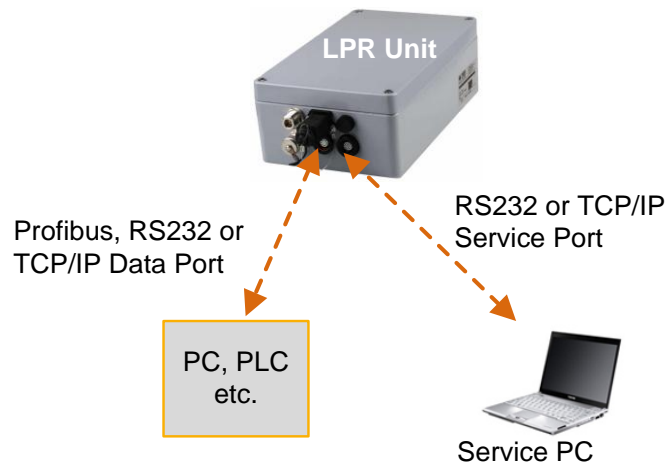 LPR Unit
Profibus, RS232 or
TCP/IP Data Port
RS232 or TCP/IP
Service Port
PC, PLC
etc.
Service PC